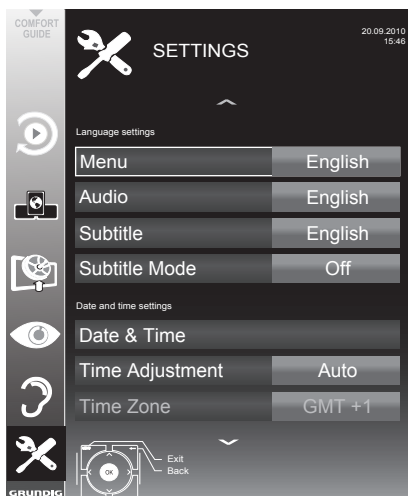 COMFORT
GUIDE
SETTINGS
20.09.2010
15:46
Language settings
Menu English
Audio English
Subtitle English
Subtitle Mode Off
Date and time settings
Date & Time
Time Adjustment Auto
Time Zone GMT +1
Exit
Back
OK
GRUNDIG